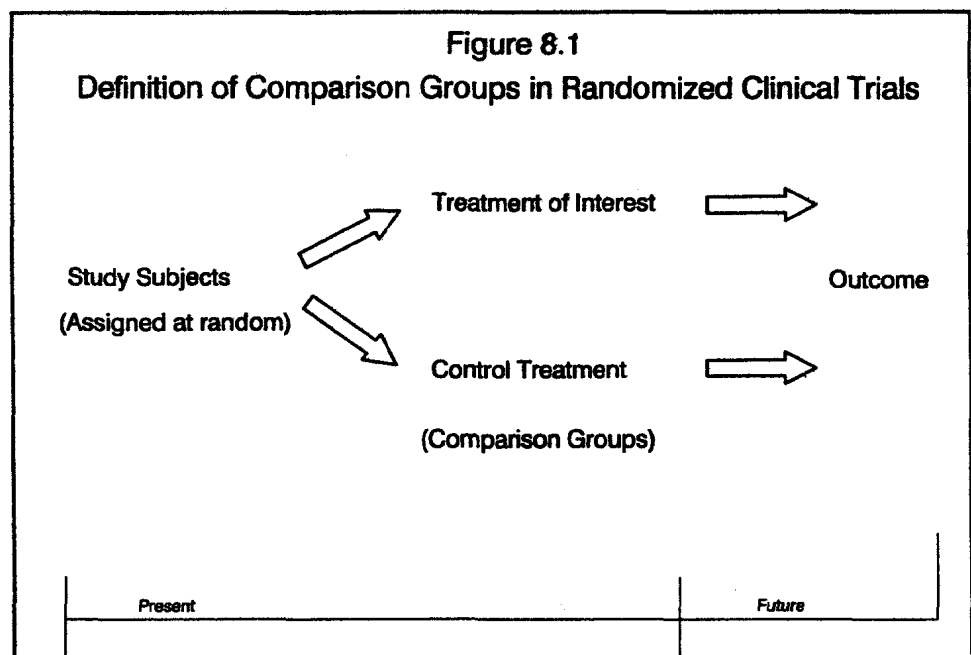 Figure 8.1
Definition of Comparison Groups in Randomized Clinical Trials
Treatment of Interest
Study Subjects
(Assigned at random)
Outcome
Control Treatment
(Comparison Groups)
Present
Future